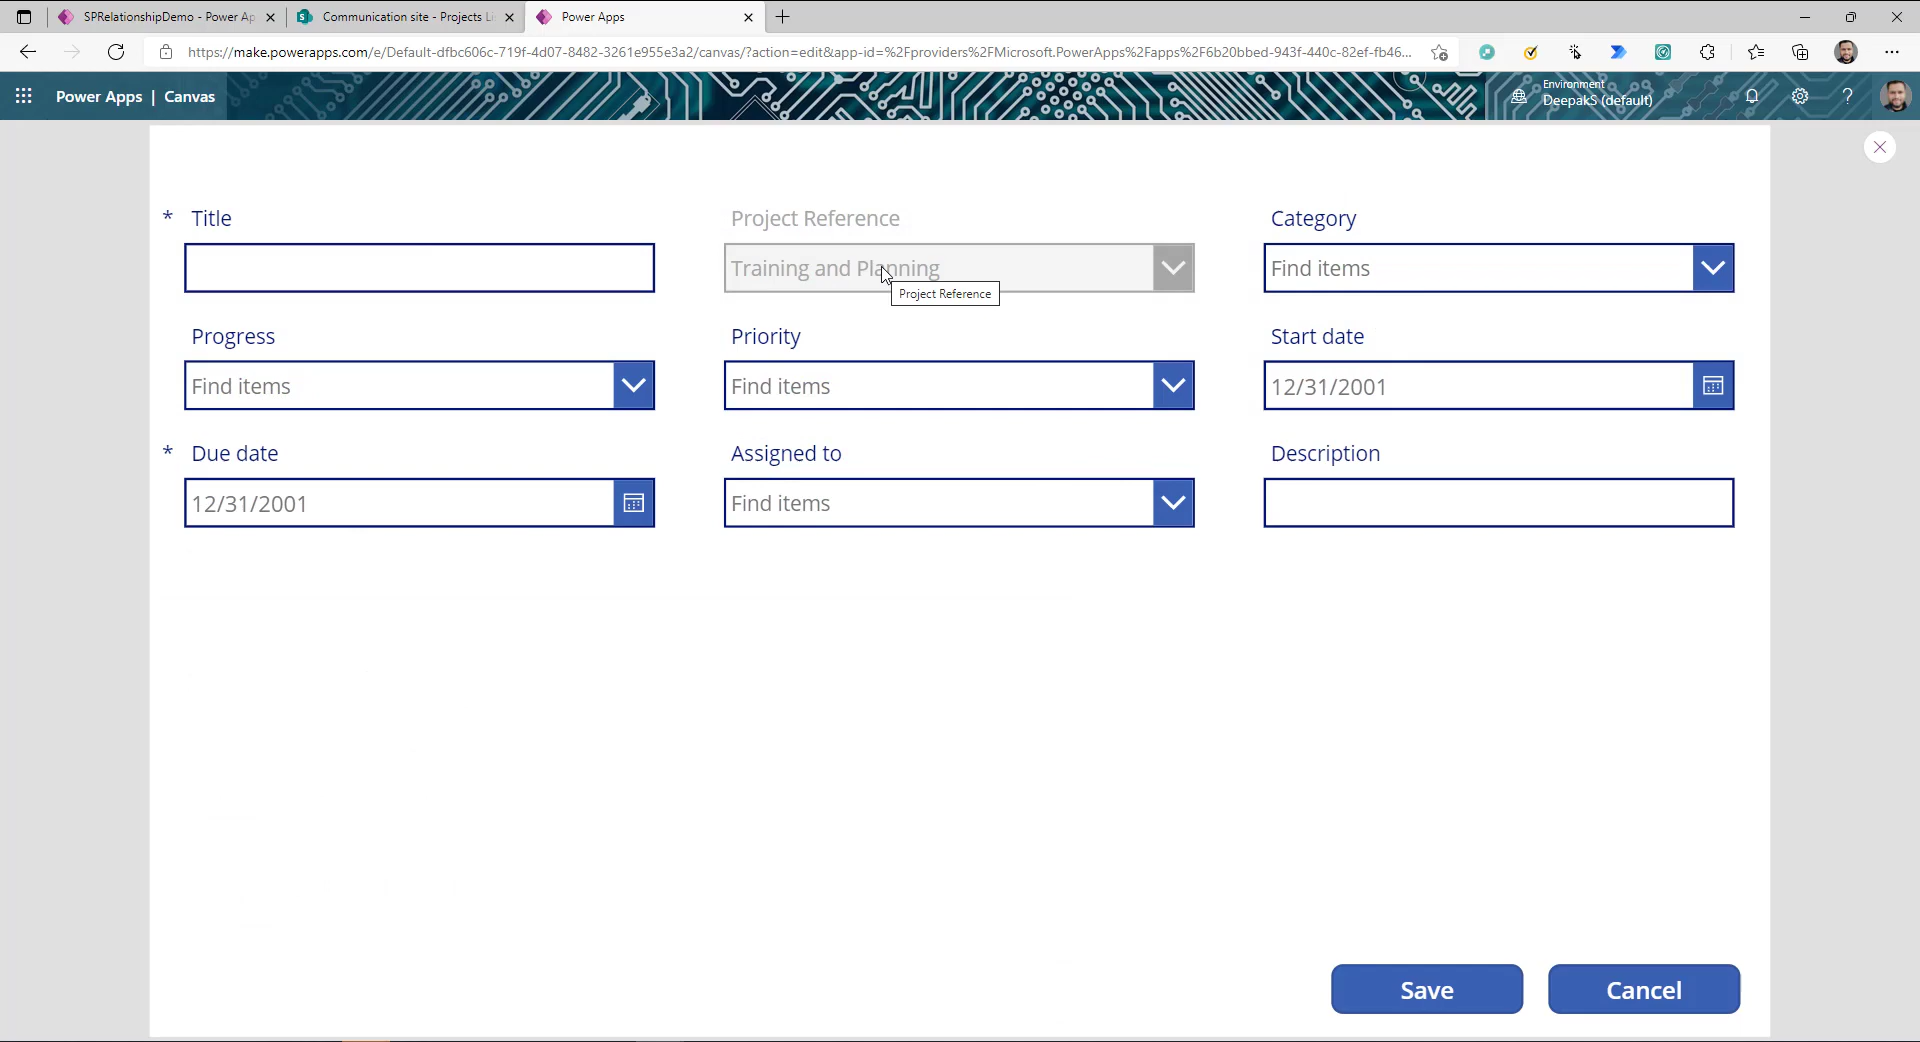 SPRelationshipDemo - Power Ap
Communication site - Projects Li
Power Apps
https://make.powerapps.com/e/Default-dfbc606c-719f-4d07-8482-3261e955e3a2/canvas/?action=edit&app-id=%2Fproviders%2FMicrosoft.PowerApps%2Fapps%2F6b20bbed-943f-440c-82ef-fb46...
Power Apps | Canvas
Environment
DeepakS (default)
* Title
Project Reference
Category
Training and Planning
Find items
Project Reference
Progress
Priority
Start date
Find items
Find items
12/31/2001
* Due date
Assigned to
Description
12/31/2001
Find items
Save
Cancel